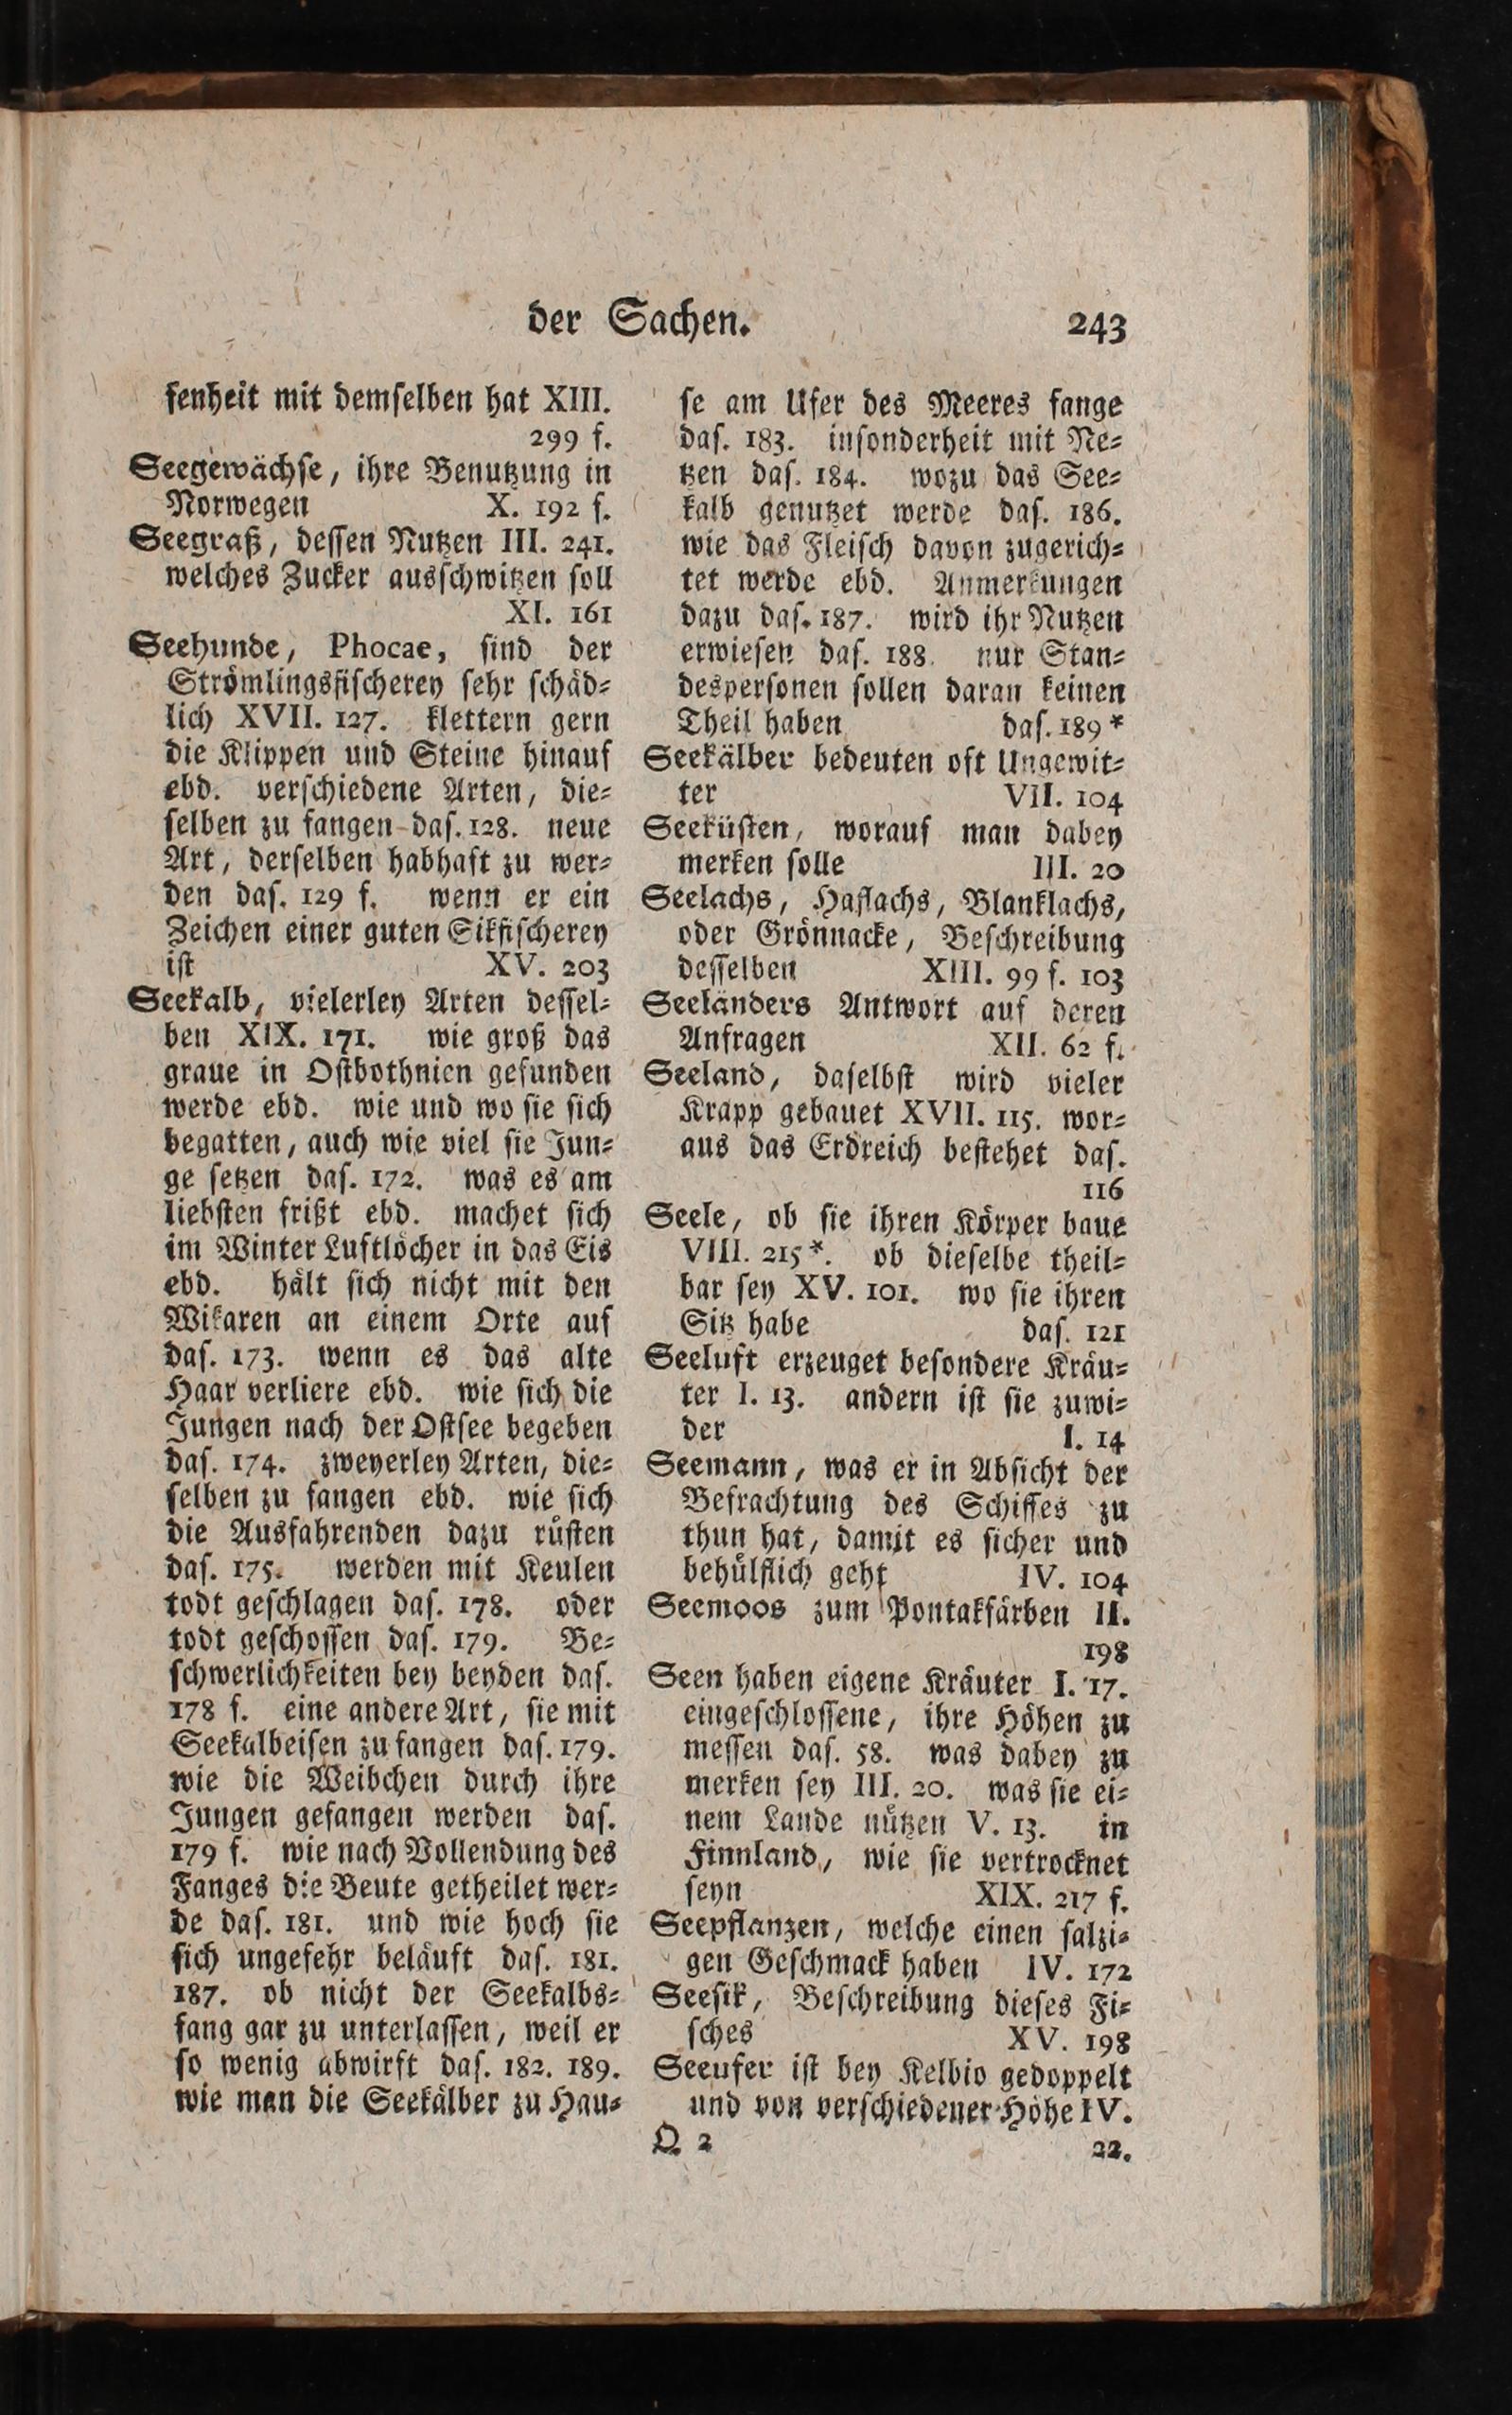 der Sachen. 243
fenheit mit demſelben hat XIII.
299 f.
Seegewächſe, ihre Benutzung in
Norwegen X. 192 f.
Seegraß, deſſen Nutzen III. 241.
welches Zucker ausſchwitzen ſoll
XI. 161
Seehunde, Phocae, ſind der
Strömlingsfiſcherey ſehr ſchäd⸗
lich XVII. 127. klettern gern
die Klippen und Steine hinauf
ebd. verſchiedene Arten, die⸗
ſelben zu fangen daſ. 128. neue
Art, derſelben habhaft zu wer⸗
den daſ. 129 f. wenn er ein
Zeichen einer guten Sikfiſcherey
iſt XV. 203
Seekalb, vielerley Arten deſſel⸗
ben XIX. 171. wie groß das
graue in Oſtbothnien gefunden
werde ebd. wie und wo ſie ſich
begatten, auch wie viel ſie Jun⸗
ge ſetzen daſ. 172. was es am
liebſten frißt ebd. machet ſich
im Winter Luftlöcher in das Eis
ebd. hält ſich nicht mit den
Wikaren an einem Orte auf
daſ. 173. wenn es das alte
Haar verliere ebd. wie ſich die
Jungen nach der Oſtſee begeben
daſ. 174. zweyerley Arten, die⸗
ſelben zu fangen ebd. wie ſich
die Ausfahrenden dazu rüſten
daſ. 175. werden mit Keulen
todt geſchlagen daſ. 178. oder
todt geſchoſſen daſ. 179. Be⸗
ſchwerlichkeiten bey beyden daſ.
178 f. eine andere Art, ſie mit
Seekalbeiſen zu fangen daſ. 179.
wie die Weibchen durch ihre
Jungen gefangen werden daſ.
179 f. wie nach Vollendung des
Fanges die Beute getheilet wer⸗
de daſ. 181. und wie hoch ſie
ſich ungefehr beläuft daſ. 181.
187. ob nicht der Seekalbs⸗
fang gar zu unterlaſſen, weil er
ſo wenig abwirft daſ. 182. 189.
wie man die Seekälber zu Hau⸗
ſe am Ufer des Meeres fange
daſ. 183. inſonderheit mit Ne⸗
tzen daſ. 184. wozu das See⸗
kalb genutzet werde daſ. 186.
wie das Fleiſch davon zugerich⸗
tet werde ebd. Anmerkungen
dazu daſ. 187. wird ihr Nutzen
erwieſen daſ. 188. nur Stan⸗
desperſonen ſollen daran keinen
Theil haben daſ. 189 *
Seekälber bedeuten oft Ungewit⸗
ter VII. 104
Seeküſten, worauf man dabey
merken ſolle III. 20
Seelachs, Haflachs, Blanklachs,
oder Grönnacke, Beſchreibung
deſſelben XIII. 99 f. 103
Seeländers Antwort auf deren
Anfragen XII. 62 f.
Seeland, daſelbſt wird vieler
Krapp gebauet XVII. 115. wor⸗
aus das Erdreich beſtehet daſ.
116
Seele, ob ſie ihren Körper baue
VIII. 215 *. ob dieſelbe theil⸗
bar ſey XV. 101. wo ſie ihren
Sitz habe daſ. 121
Seeluft erzeuget beſondere Kräu⸗
ter I. 13. andern iſt ſie zuwi⸗
der I. 14
Seemann, was er in Abſicht der
Befrachtung des Schiffes zu
thun hat, damit es ſicher und
behülflich geht IV. 104
Seemoos zum Pontakfärben II.
198
Seen haben eigene Kräuter I. 17.
eingeſchloſſene, ihre Höhen zu
meſſen daſ. 58. was dabey zu
merken ſey III. 20. was ſie ei⸗
nem Lande nützen V. 13. in
Finnland, wie ſie vertrocknet
ſeyn XIX. 217 f.
Seepflanzen, welche einen ſalzi⸗
gen Geſchmack haben IV. 172
Seeſik, Beſchreibung dieſes Fi⸗
ſches XV. 198
Seeufer iſt bey Kelbio gedoppelt
und von verſchiedener Höhe IV.
Q 2 22.